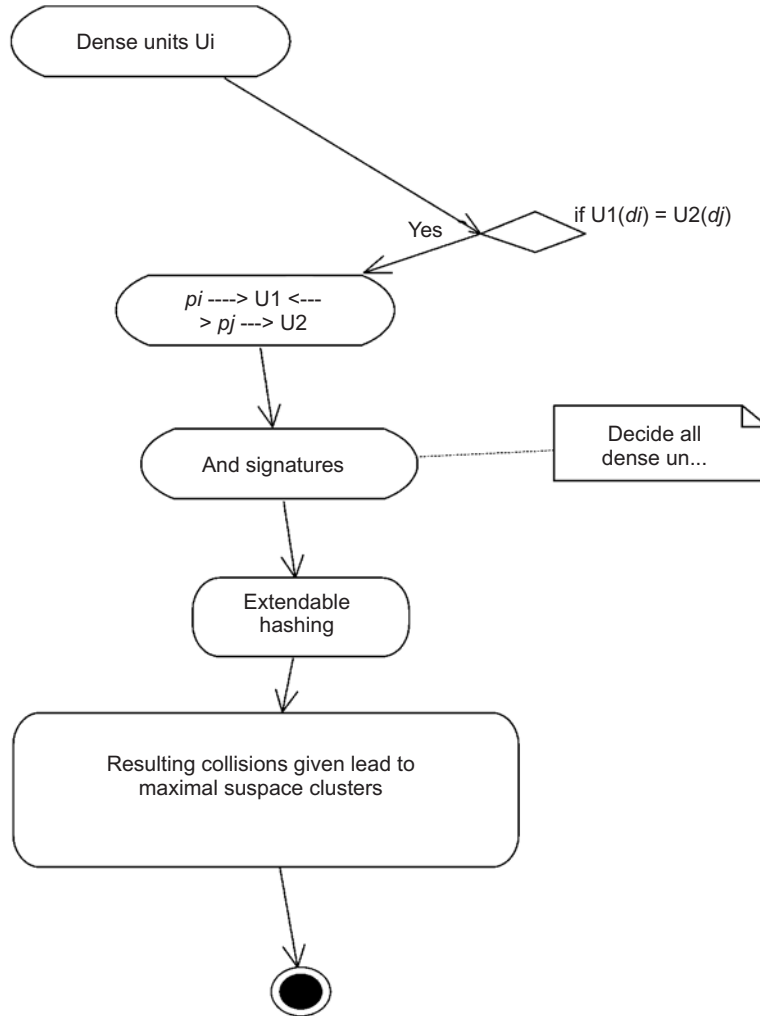 Dense units Ui
if U1(di) = U2(dj)
Yes
pi ----> U1 <---
> pj ---> U2
And signatures
Decide all
dense un...
Extendable
hashing
Resulting collisions given lead to
maximal suspace clusters